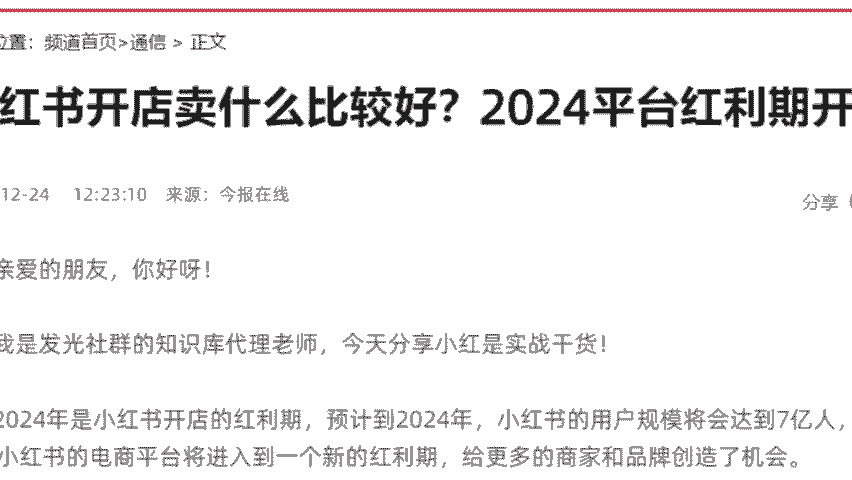 位置：频道首页>通信 > 正文
红书开店卖什么比较好？2024平台红利期开
12-24 12:23:10 来源：今报在线
分享
亲爱的朋友，你好呀！
我是发光社群的知识库代理老师，今天分享小红是实战干货！
2024年是小红书开店的红利期，预计到2024年，小红书的用户规模将会达到7亿人，
小红书的电商平台将进入到一个新的红利期，给更多的商家和品牌创造了机会。